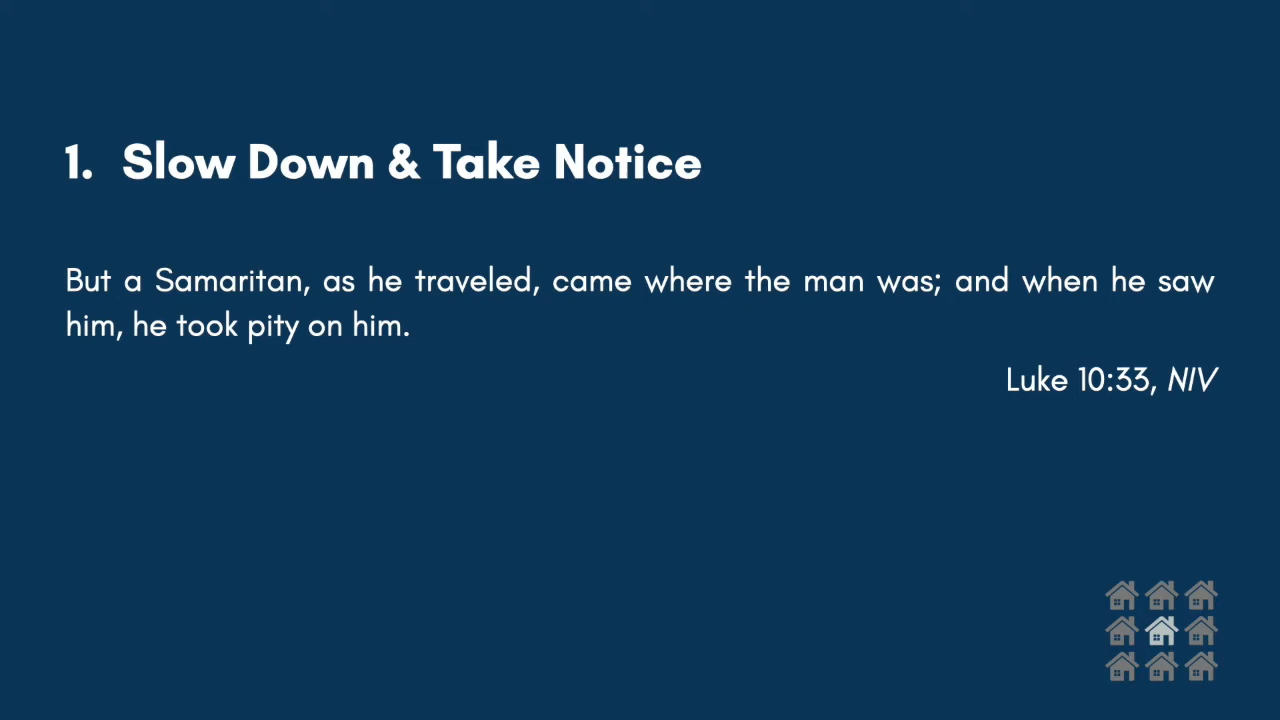 1. Slow Down & Take Notice
But a Samaritan, as he traveled, came where the man was; and when he saw
him, he took pity on him.
Luke 10:33, NIV